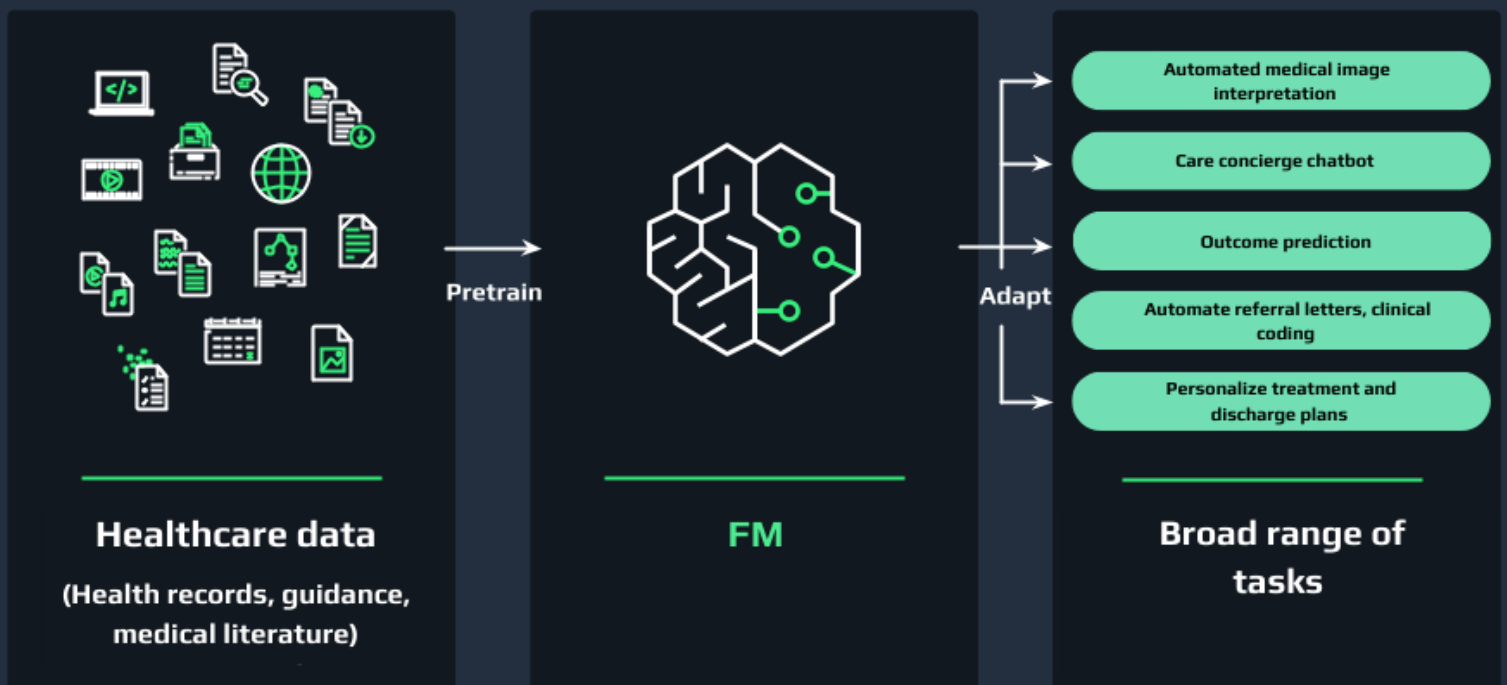 Pretrain
Healthcare data
(Health records, guidance,
medical literature)
FM
Adapt
Automated medical image
interpretation
Care concierge chatbot
Outcome prediction
Automate referral letters, clinical
coding
Personalize treatment and
discharge plans
Broad range of
tasks